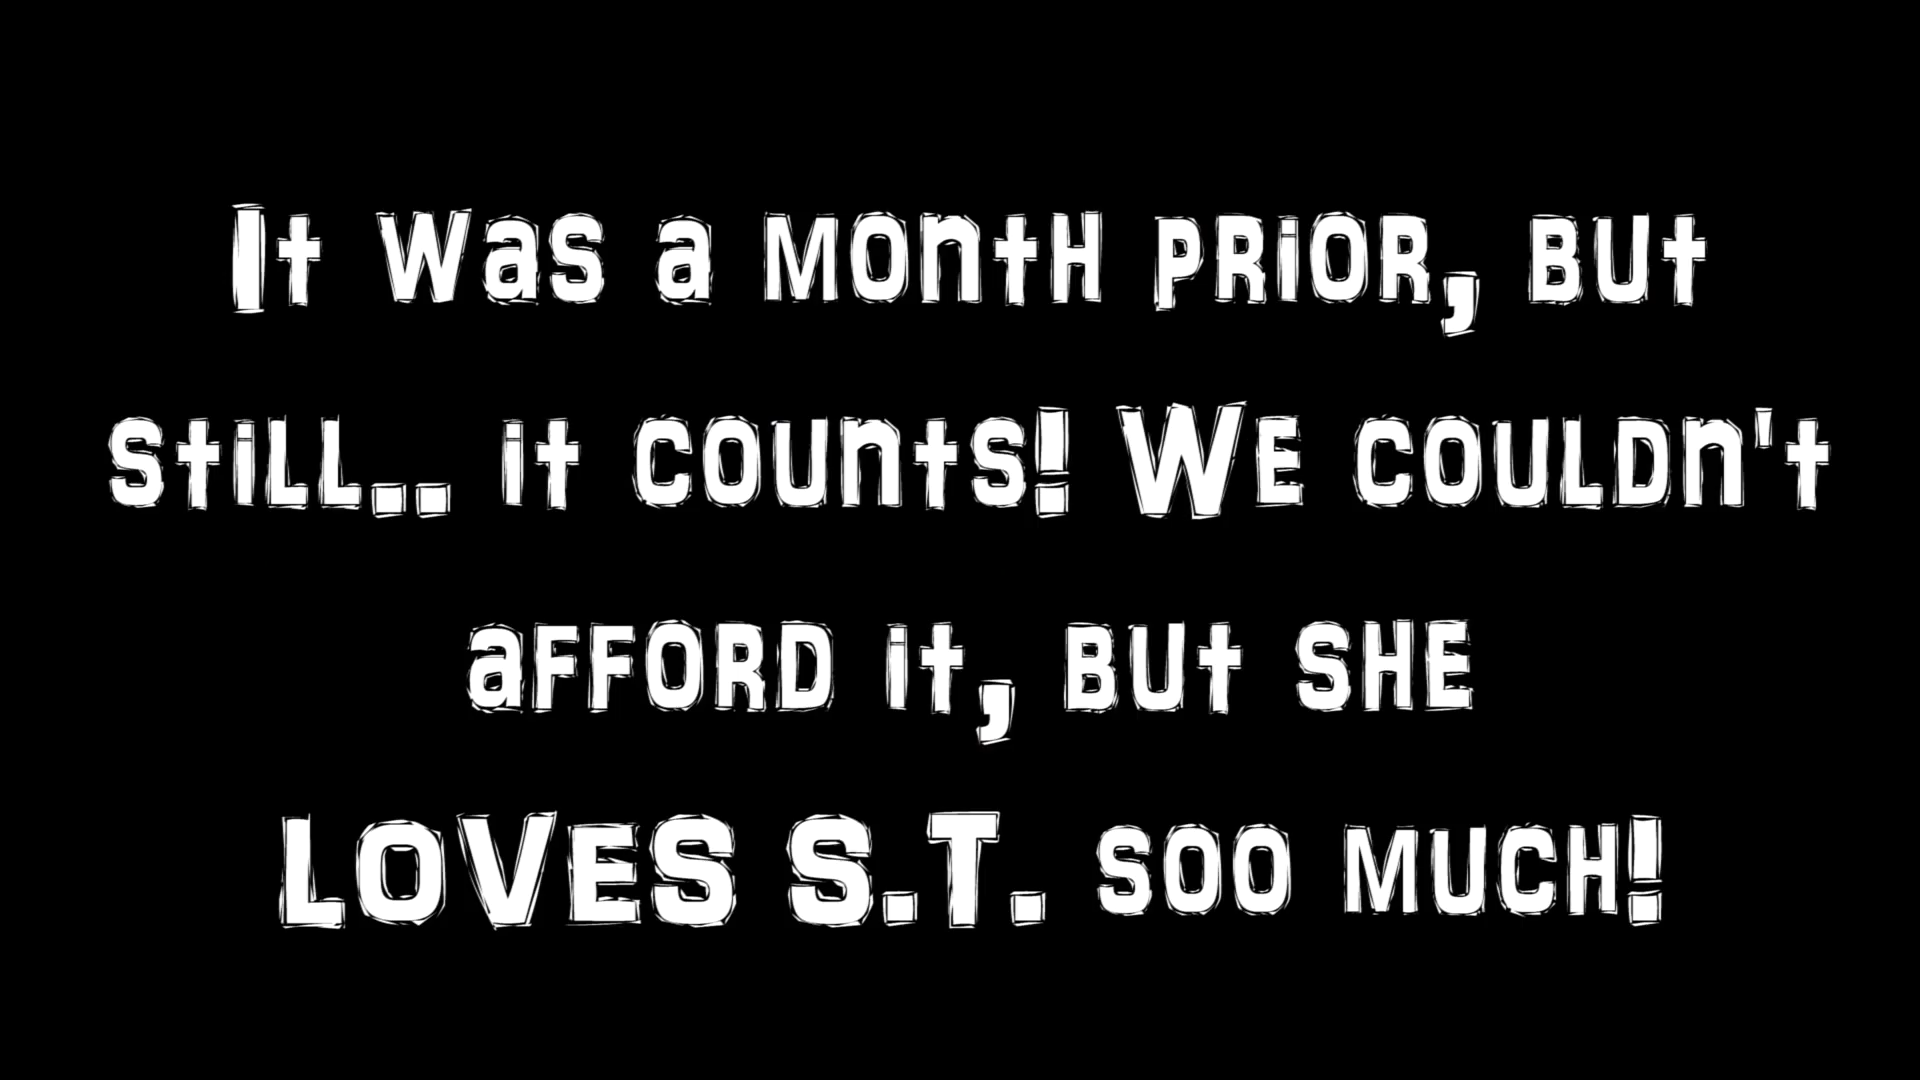 It was a month prior, but
still.. it counts! We couldn't
afford it, but she
LOVES S.T. soo much!